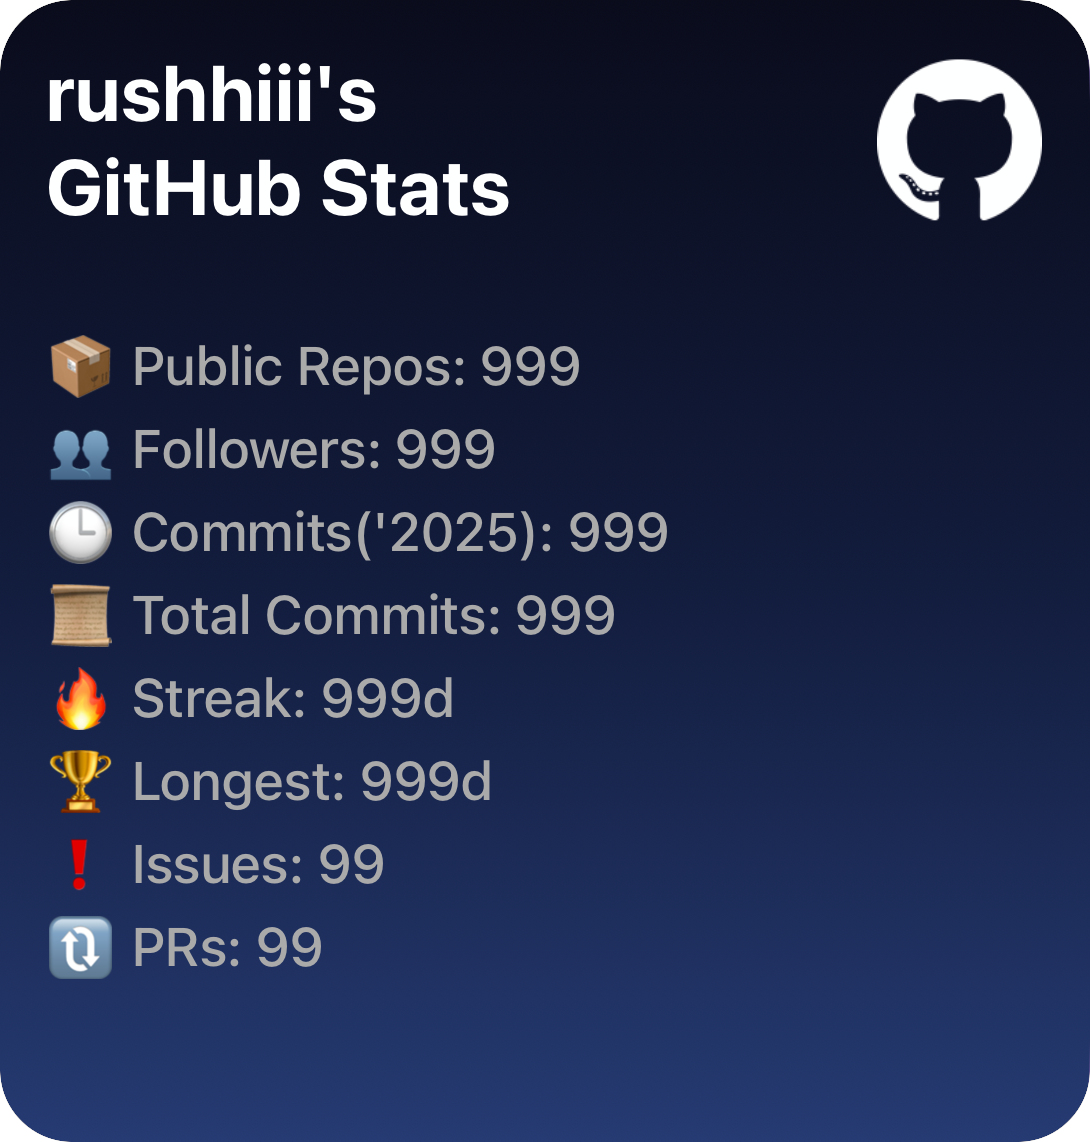 rushhiii's
GitHub Stats
📦 Public Repos: 999
👥 Followers: 999
🕒 Commits('2025): 999
📜 Total Commits: 999
🔥 Streak: 999d
🏆 Longest: 999d
❗ Issues: 99
🔃 PRs: 99